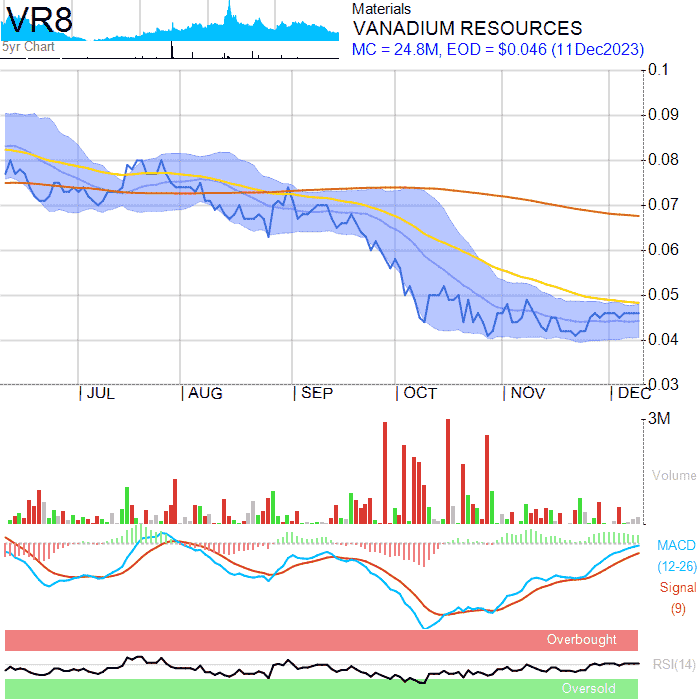 VR8
5yr Chart
Materials
VANADIUM RESOURCES
MC = 24.8M, EOD = $0.046 (11Dec2023)
0.1
0.09
0.08
0.07
0.06
0.05
0.04
0.03
JUL AUG SEP OCT NOV DEC
3M
Volume
MACD
(12-26)
Signal
(9)
Overbought
RSI(14)
Oversold